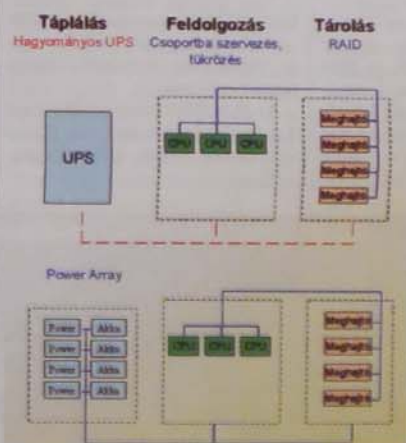 Táplálás
Hagyományos UPS
Feldolgozás
Csoportba szervezés,
tükrözés
Tárolás
RAID
UPS
CPU CPU CPU
Meghajtó
Meghajtó
Meghajtó
Meghajtó
Power Array
Power Akku
Power Akku
Power Akku
Power Akku
CPU CPU CPU
Meghajtó
Meghajtó
Meghajtó
Meghajtó